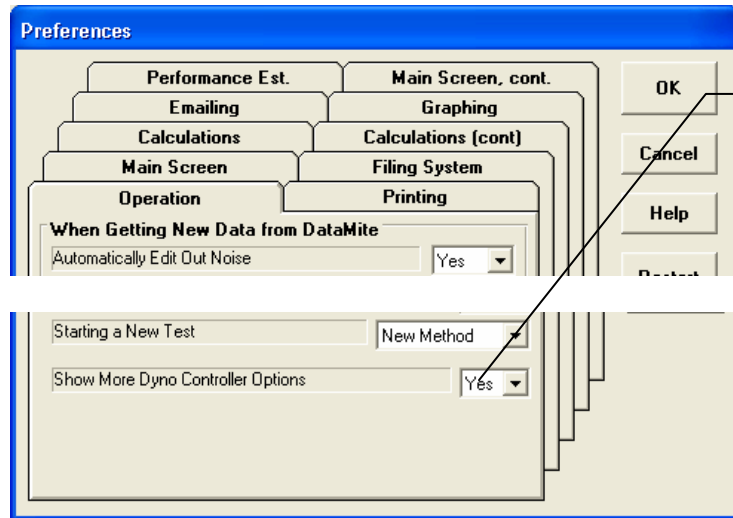 Preferences
Performance Est.
Main Screen, cont.
OK
Emailing
Graphing
Calculations
Calculations (cont)
Cancel
Main Screen
Filing System
Operation
Printing
Help
When Getting New Data from DataMite
Automatically Edit Out Noise
Yes
Starting a New Test
New Method
Show More Dyno Controller Options
Yes